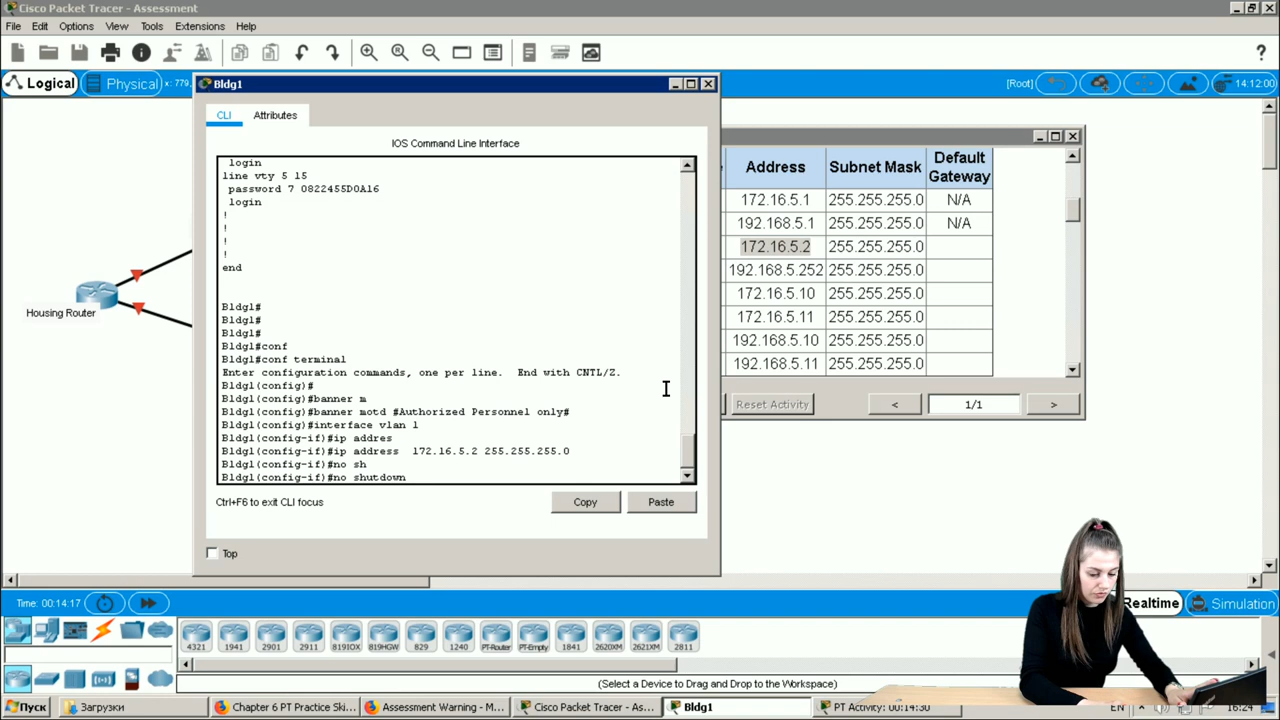 Cisco Packet Tracer - Assessment
File Edit Options View Tools Extensions Help
Logical Physical x: 779, [Root] 14:12:00
Bldg1
CLI Attributes
IOS Command Line Interface
login
line vty 5 15
password 7 0822455D0A16
login
!
!
!
!
end
Bldg1#
Bldg1#
Bldg1#
Bldg1#conf
Bldg1#conf terminal
Enter configuration commands, one per line. End with CNTL/Z.
Bldg1(config)#
Bldg1(config)#banner m
Bldg1(config)#banner motd #Authorized Personnel only#
Bldg1(config)#interface vlan 1
Bldg1(config-if)#ip addres
Bldg1(config-if)#ip address 172.16.5.2 255.255.255.0
Bldg1(config-if)#no sh
Bldg1(config-if)#no shutdown
Ctrl+F6 to exit CLI focus
Copy
Paste
Top
Housing Router
Address Subnet Mask Default Gateway
172.16.5.1 255.255.255.0 N/A
192.168.5.1 255.255.255.0 N/A
172.16.5.2 255.255.255.0
192.168.5.252 255.255.255.0
172.16.5.10 255.255.255.0
172.16.5.11 255.255.255.0
192.168.5.10 255.255.255.0
192.168.5.11 255.255.255.0
Reset Activity < 1/1 >
Time: 00:14:17
Realtime Simulation
4321 1941 2901 2911 819IOX 819HGW 829 1240 PT-Router PT-Empty 1841 2620XM 2621XM 2811
(Select a Device to Drag and Drop to the Workspace)
Пуск Загрузки Chapter 6 PT Practice Ski... Assessment Warning - M... Cisco Packet Tracer - As... Bldg1 PT Activity: 00:14:30 EN 16:24